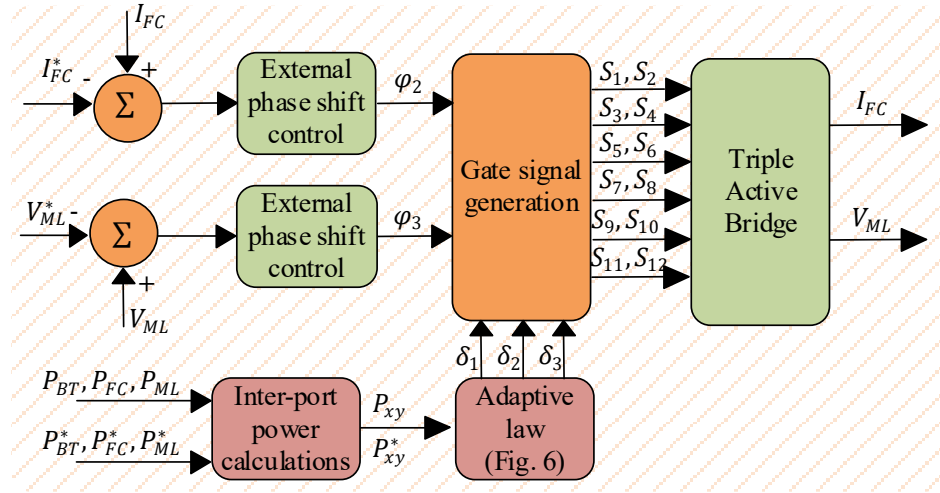 I_FC
I*_FC - +
Σ
External
phase shift
control
φ₂
V*_ML -
Σ
+
V_ML
External
phase shift
control
φ₃
Gate signal
generation
S₁, S₂
S₃, S₄
S₅, S₆
S₇, S₈
S₉, S₁₀
S₁₁, S₁₂
Triple
Active
Bridge
I_FC
V_ML
P_BT, P_FC, P_ML
P*_BT, P*_FC, P*_ML
Inter-port
power
calculations
P_xy
P*_xy
δ₁ δ₂ δ₃
Adaptive
law
(Fig. 6)